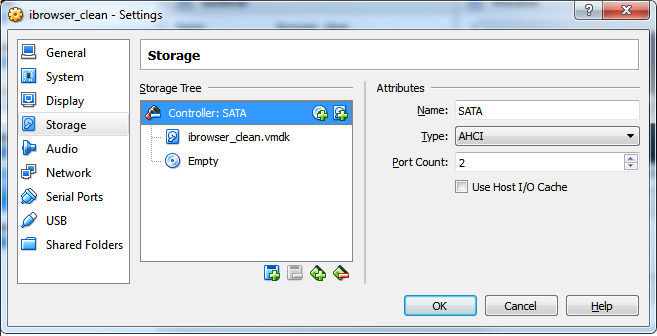 ibrowser_clean - Settings
General
System
Display
Storage
Audio
Network
Serial Ports
USB
Shared Folders
Storage
Storage Tree
Controller: SATA
ibrowser_clean.vmdk
Empty
Attributes
Name: SATA
Type: AHCI
Port Count: 2
Use Host I/O Cache
OK
Cancel
Help